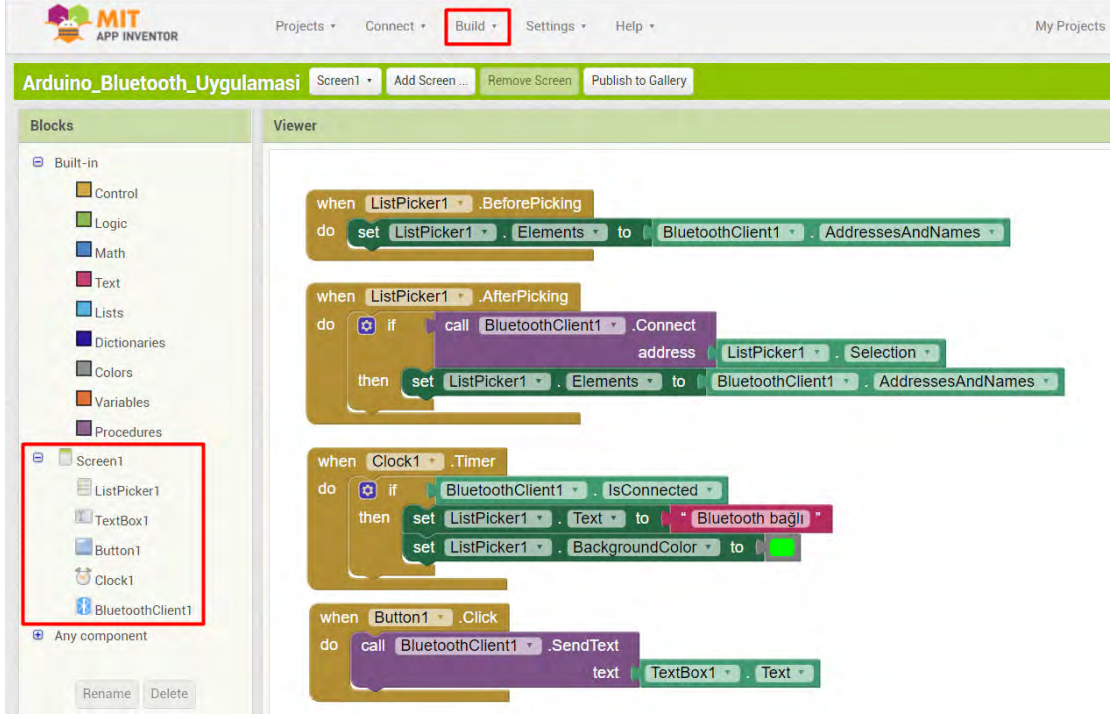 MIT
APP INVENTOR
Projects Connect Build Settings Help My Projects
Arduino_Bluetooth_Uygulamasi Screen1 Add Screen ... Remove Screen Publish to Gallery
Blocks
Built-in
Control
Logic
Math
Text
Lists
Dictionaries
Colors
Variables
Procedures
Screen1
ListPicker1
TextBox1
Button1
Clock1
BluetoothClient1
Any component
Rename Delete
Viewer
when ListPicker1 .BeforePicking
do set ListPicker1 . Elements to BluetoothClient1 . AddressesAndNames
when ListPicker1 .AfterPicking
do if call BluetoothClient1 .Connect
address ListPicker1 . Selection
then set ListPicker1 . Elements to BluetoothClient1 . AddressesAndNames
when Clock1 .Timer
do if BluetoothClient1 . IsConnected
then set ListPicker1 . Text to " Bluetooth bağlı "
set ListPicker1 . BackgroundColor to
when Button1 .Click
do call BluetoothClient1 .SendText
text TextBox1 . Text